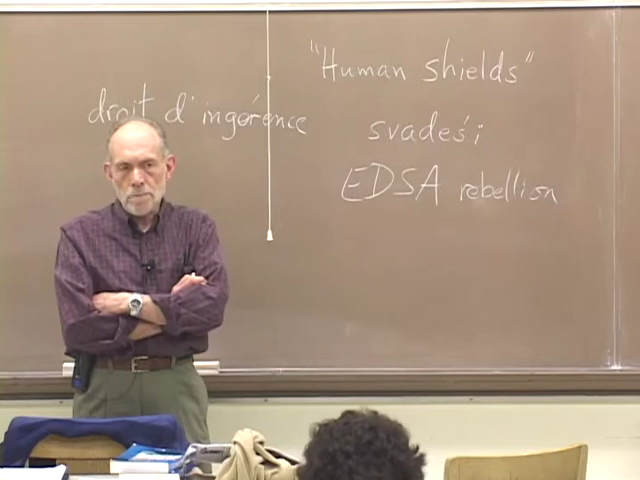 "Human shields"
droit d'ingérence
svadeśi
EDSA rebellion